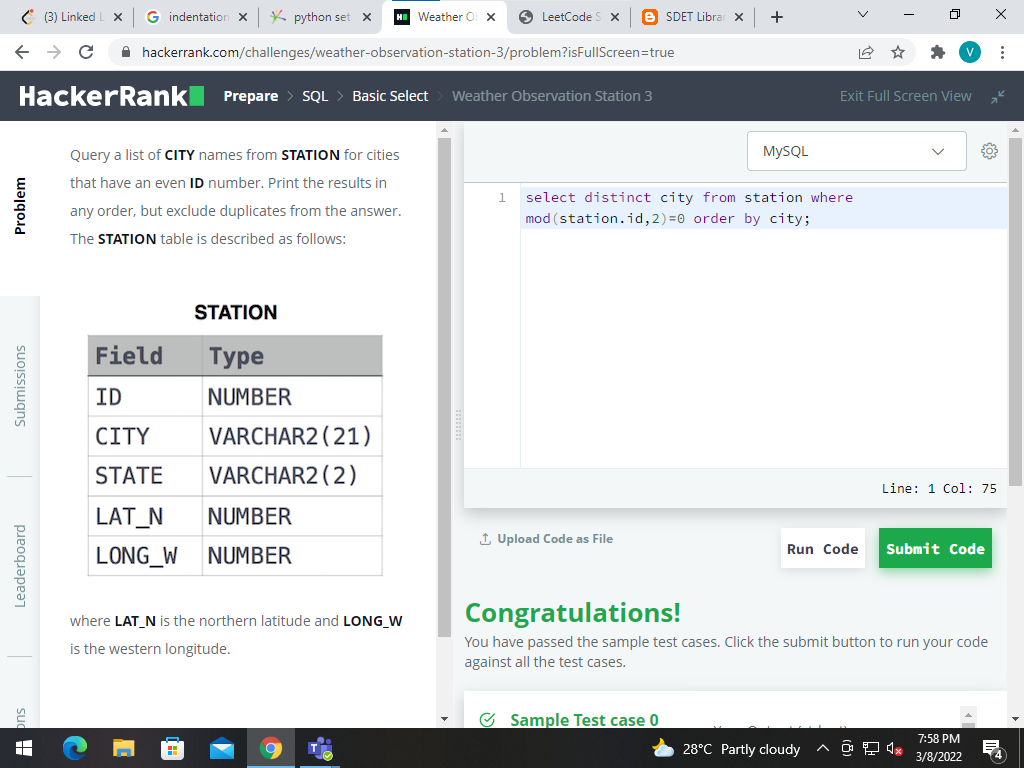 (3) Linked L
indentation
python set
Weather O
LeetCode S
SDET Librar
hackerrank.com/challenges/weather-observation-station-3/problem?isFullScreen=true
V
HackerRank
Prepare > SQL > Basic Select > Weather Observation Station 3
Exit Full Screen View
Problem
Submissions
Leaderboard
ons
Query a list of CITY names from STATION for cities
that have an even ID number. Print the results in
any order, but exclude duplicates from the answer.
The STATION table is described as follows:
STATION
Field Type
ID NUMBER
CITY VARCHAR2(21)
STATE VARCHAR2(2)
LAT_N NUMBER
LONG_W NUMBER
where LAT_N is the northern latitude and LONG_W
is the western longitude.
MySQL
1 select distinct city from station where
mod(station.id,2)=0 order by city;
Line: 1 Col: 75
Upload Code as File
Run Code
Submit Code
Congratulations!
You have passed the sample test cases. Click the submit button to run your code
against all the test cases.
Sample Test case 0
28°C Partly cloudy
7:58 PM
3/8/2022
4